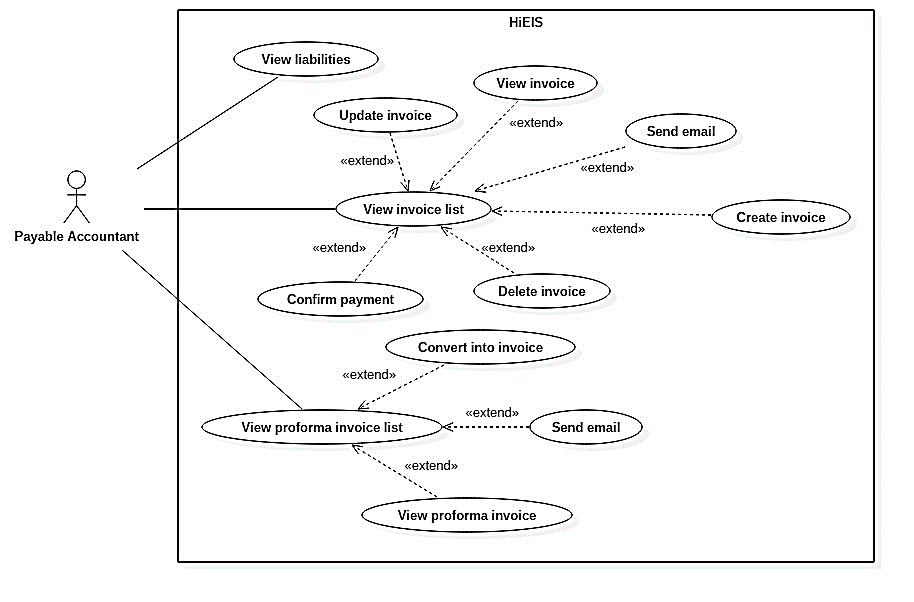 HiEIS
View liabilities
View invoice
Update invoice
«extend»
Send email
«extend»
«extend»
View invoice list
Create invoice
«extend»
Payable Accountant
«extend»
«extend»
Confirm payment
Delete invoice
Convert into invoice
«extend»
View proforma invoice list
«extend»
Send email
«extend»
View proforma invoice